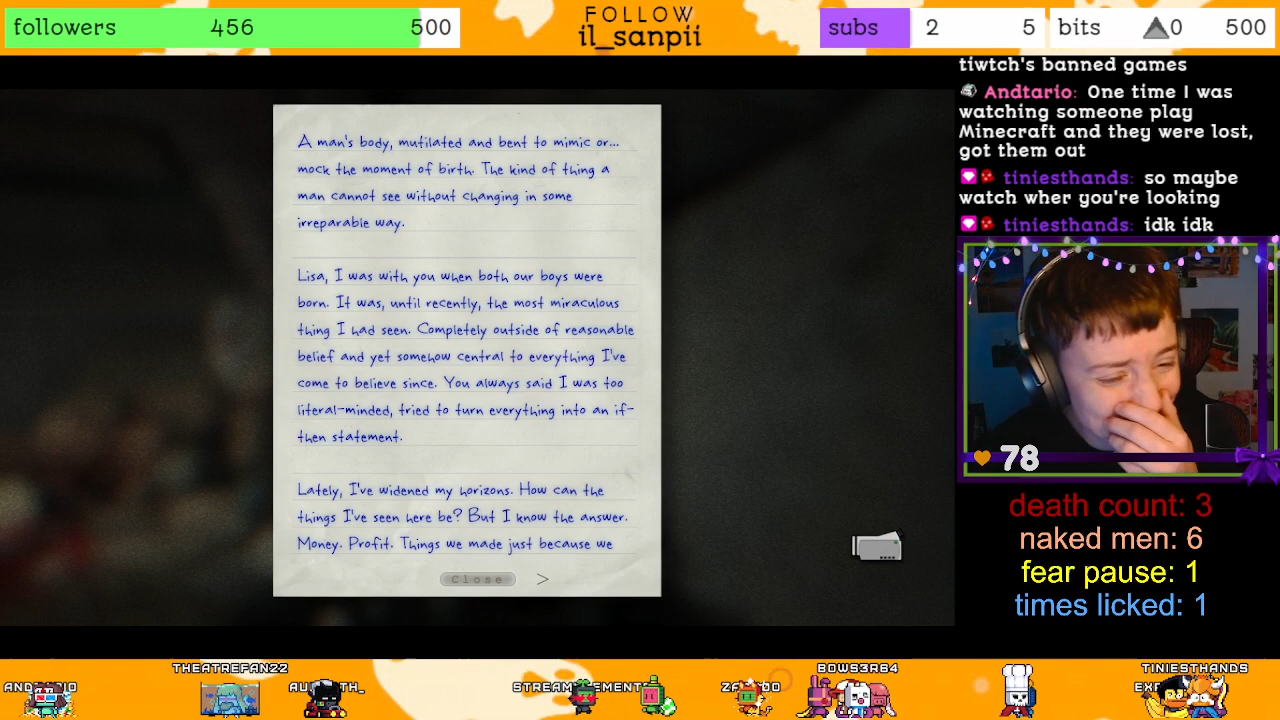 followers 456 500
FOLLOW
il_sanpii
subs 2 5
bits 0 500
tiwtch's banned games
Andtario: One time I was
watching someone play
Minecraft and they were lost,
got them out
tiniesthands: so maybe
watch wher you're looking
tiniesthands: idk idk
A man's body, mutilated and bent to mimic or...
mock the moment of birth. The kind of thing a
man cannot see without changing in some
irreparable way.
Lisa, I was with you when both our boys were
born. It was, until recently, the most miraculous
thing I had seen. Completely outside of reasonable
belief and yet somehow central to everything I've
come to believe since. You always said I was too
literal-minded, tried to turn everything into an if-
then statement.
Lately, I've widened my horizons. How can the
things I've seen here be? But I know the answer.
Money. Profit. Things we made just because we
Close >
78
death count: 3
naked men: 6
fear pause: 1
times licked: 1
THEATREFAN22
BOWS3R64
TINIESTHANDS